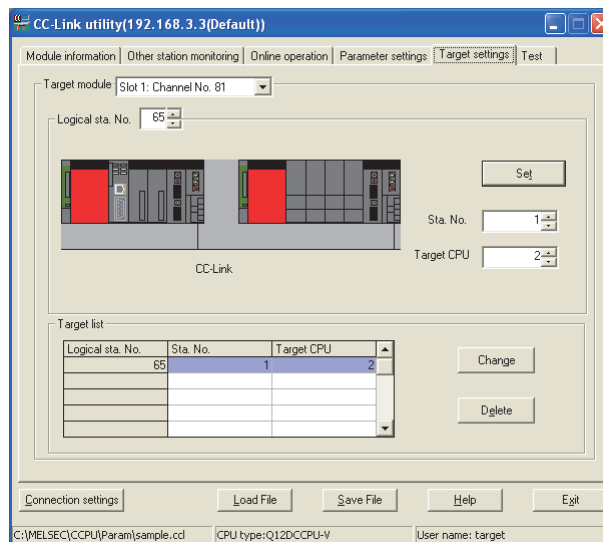 CC-Link utility(192.168.3.3(Default))
Module information Other station monitoring Online operation Parameter settings Target settings Test
Target module Slot 1: Channel No. 81
Logical sta. No. 65
Set
Sta. No. 1
Target CPU 2
CC-Link
Target list
Logical sta. No. Sta. No. Target CPU
65 1 2
Change
Delete
Connection settings Load File Save File Help Exit
C:\MELSEC\CCPU\Param\sample.ccl CPU type:Q12DCCPU-V User name: target